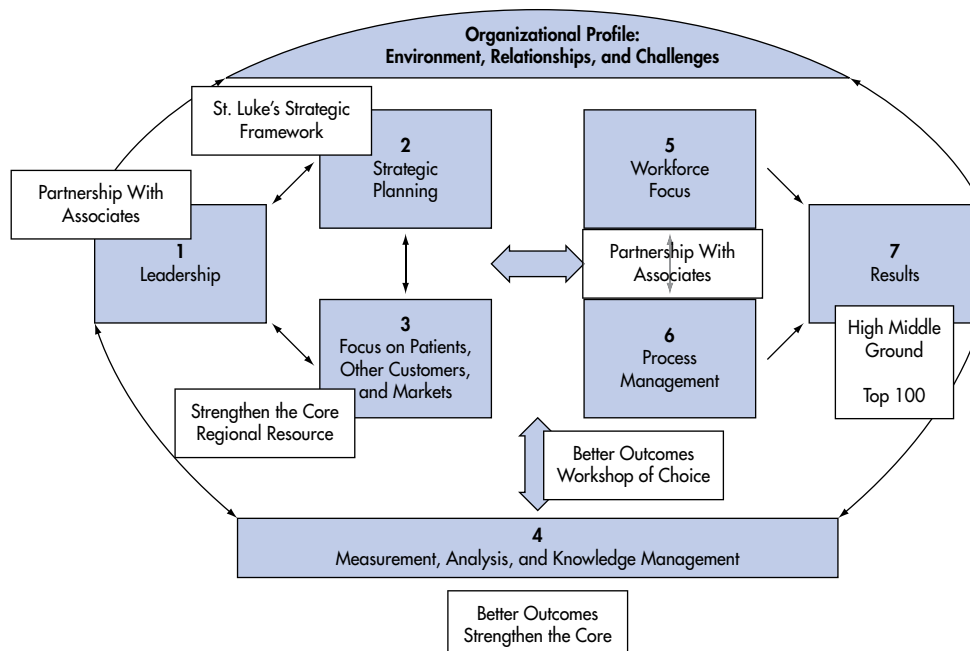 Organizational Profile:
Environment, Relationships, and Challenges
St. Luke's Strategic
Framework
2
Strategic
Planning
5
Workforce
Focus
Partnership With
Associates
1
Leadership
Partnership With
Associates
7
Results
3
Focus on Patients,
Other Customers,
and Markets
6
Process
Management
High Middle
Ground
Top 100
Strengthen the Core
Regional Resource
Better Outcomes
Workshop of Choice
4
Measurement, Analysis, and Knowledge Management
Better Outcomes
Strengthen the Core